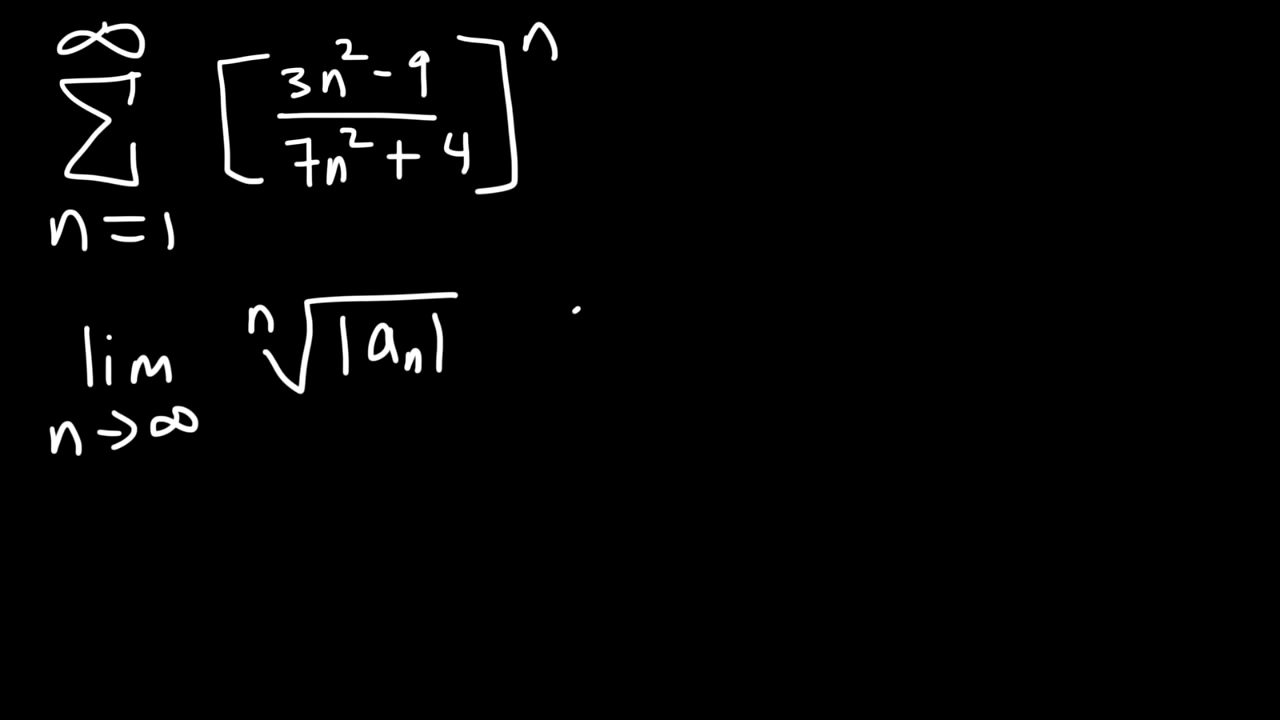 ∞
∑ [ (3n² - 9) / (7n² + 4) ]ⁿ
n = 1
lim ⁿ√|aₙ|
n → ∞